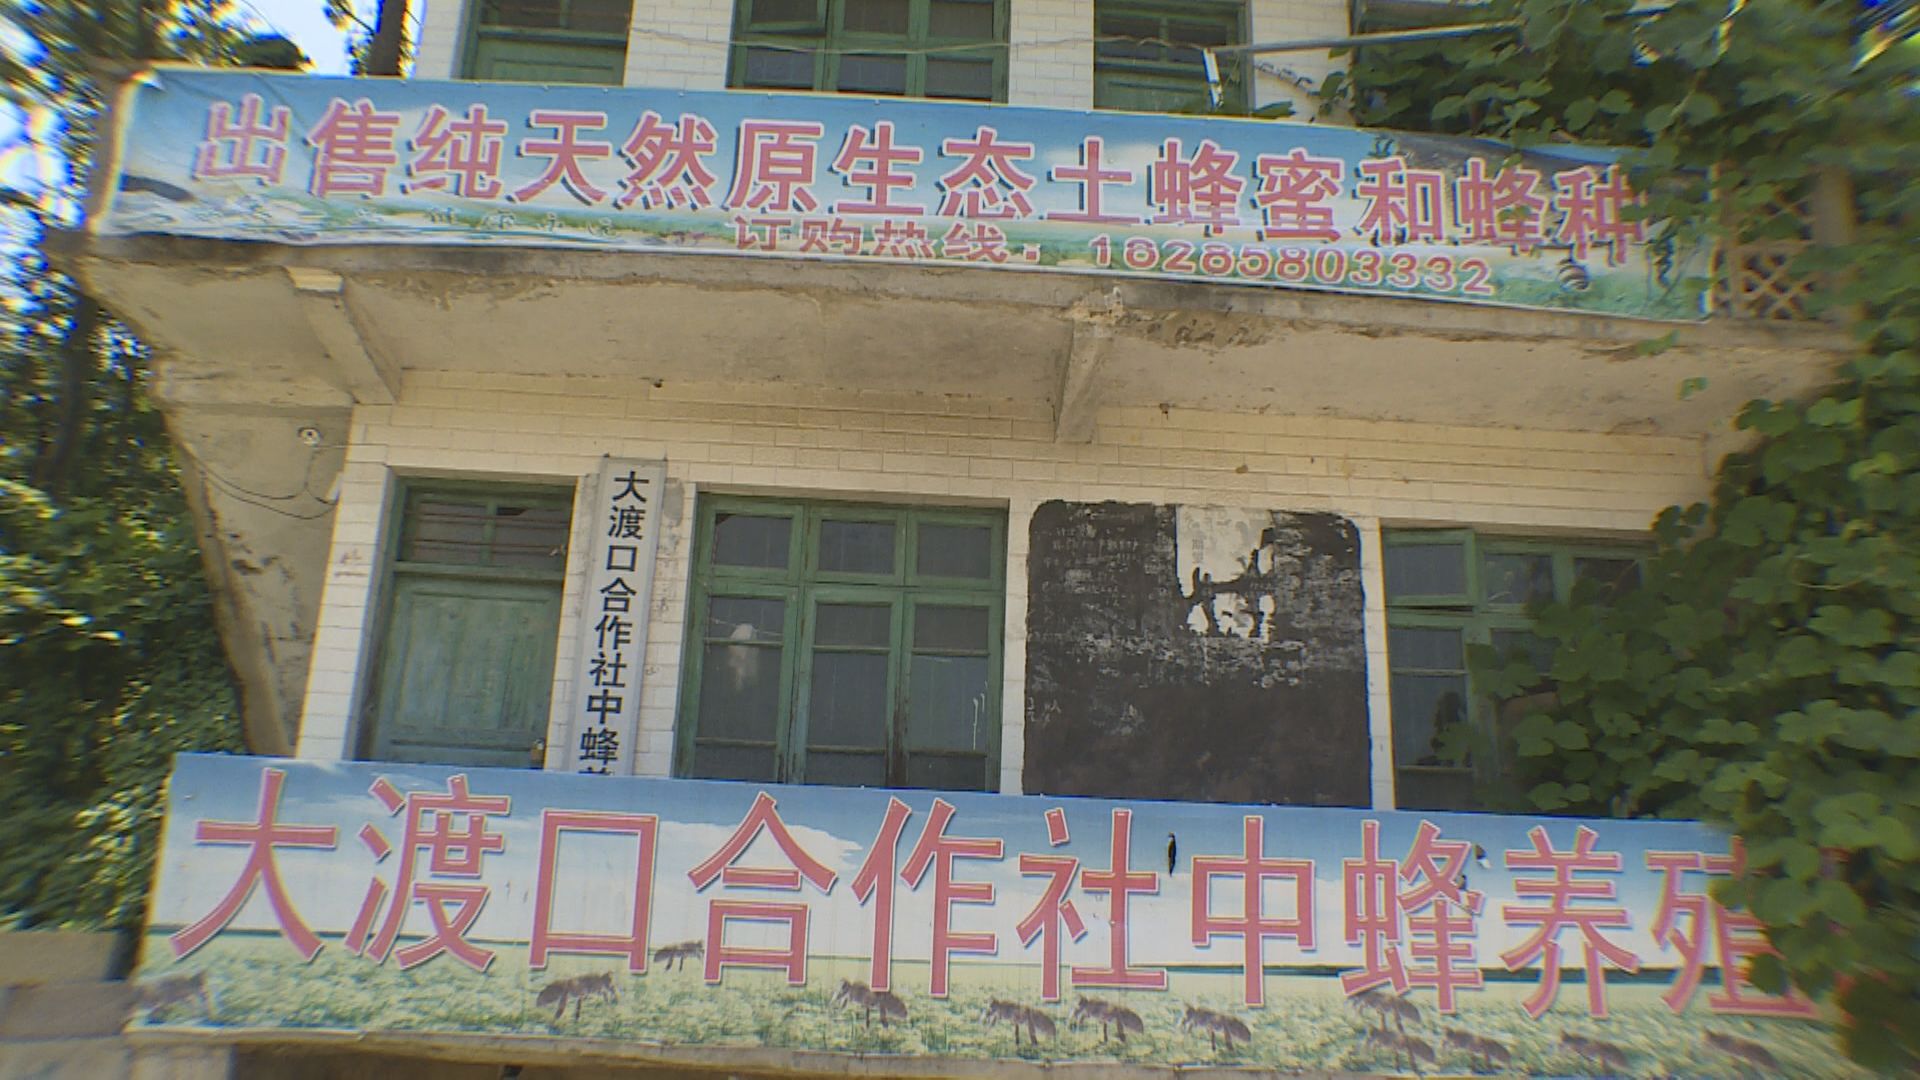 出售纯天然原生态土蜂蜜和蜂种
订购热线：18285803332
大渡口合作社中蜂
大渡口合作社中蜂养殖